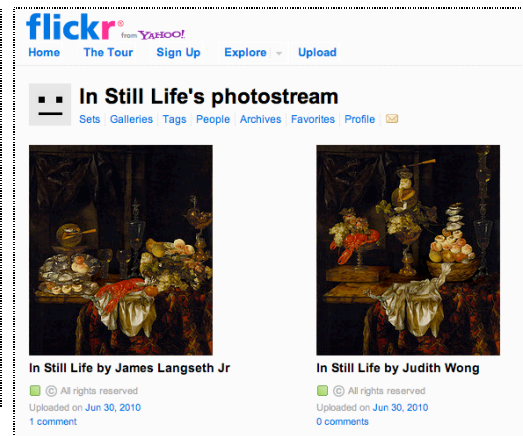 flickr® from YAHOO!
Home The Tour Sign Up Explore Upload
In Still Life's photostream
Sets Galleries Tags People Archives Favorites Profile
In Still Life by James Langseth Jr
© All rights reserved
Uploaded on Jun 30, 2010
1 comment
In Still Life by Judith Wong
© All rights reserved
Uploaded on Jun 30, 2010
0 comments